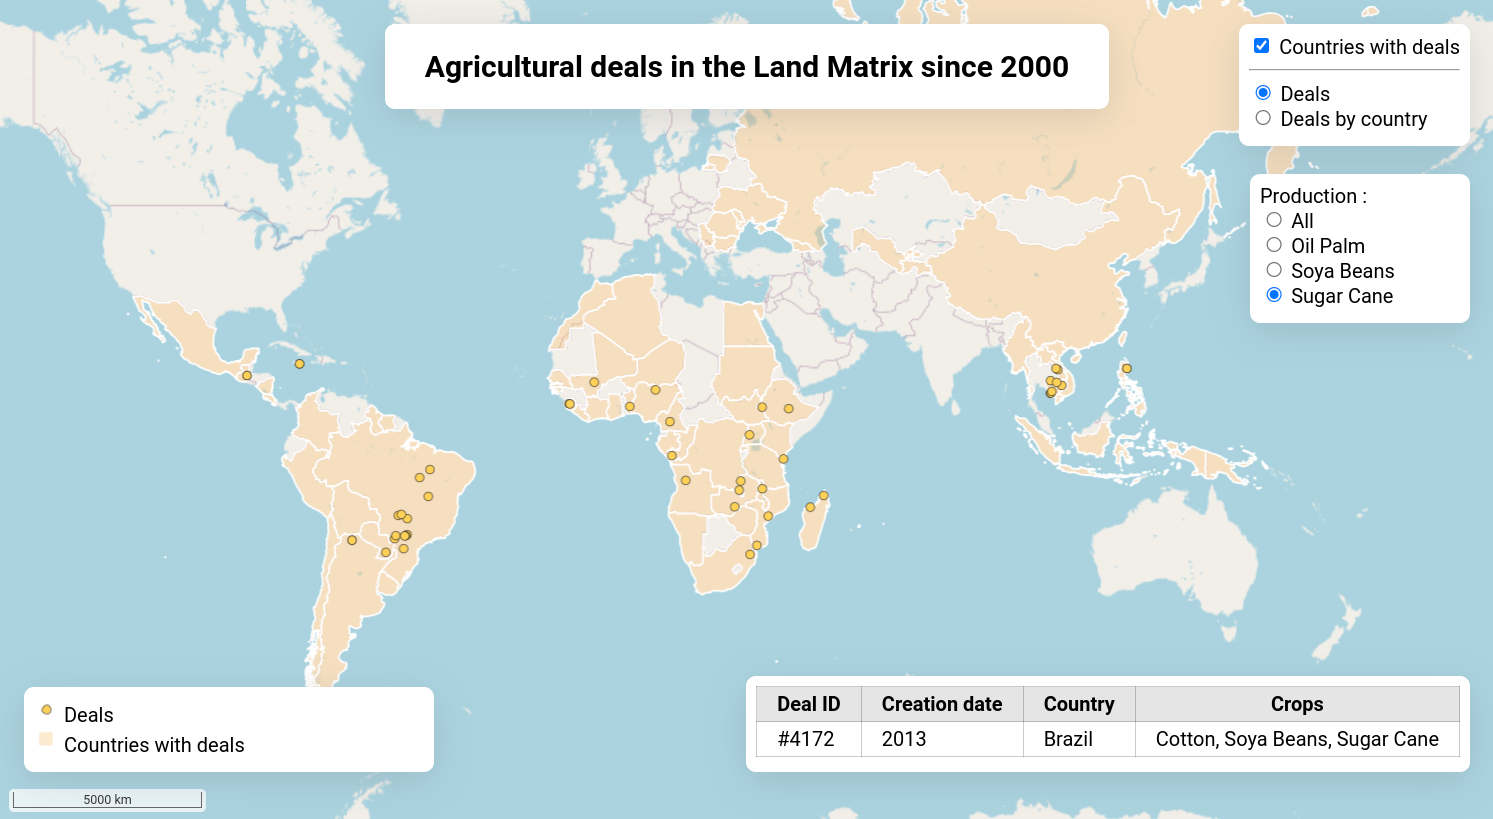 Agricultural deals in the Land Matrix since 2000
Countries with deals
Deals
Deals by country
Production :
All
Oil Palm
Soya Beans
Sugar Cane
Deals
Countries with deals
Deal ID Creation date Country Crops
#4172 2013 Brazil Cotton, Soya Beans, Sugar Cane
5000 km